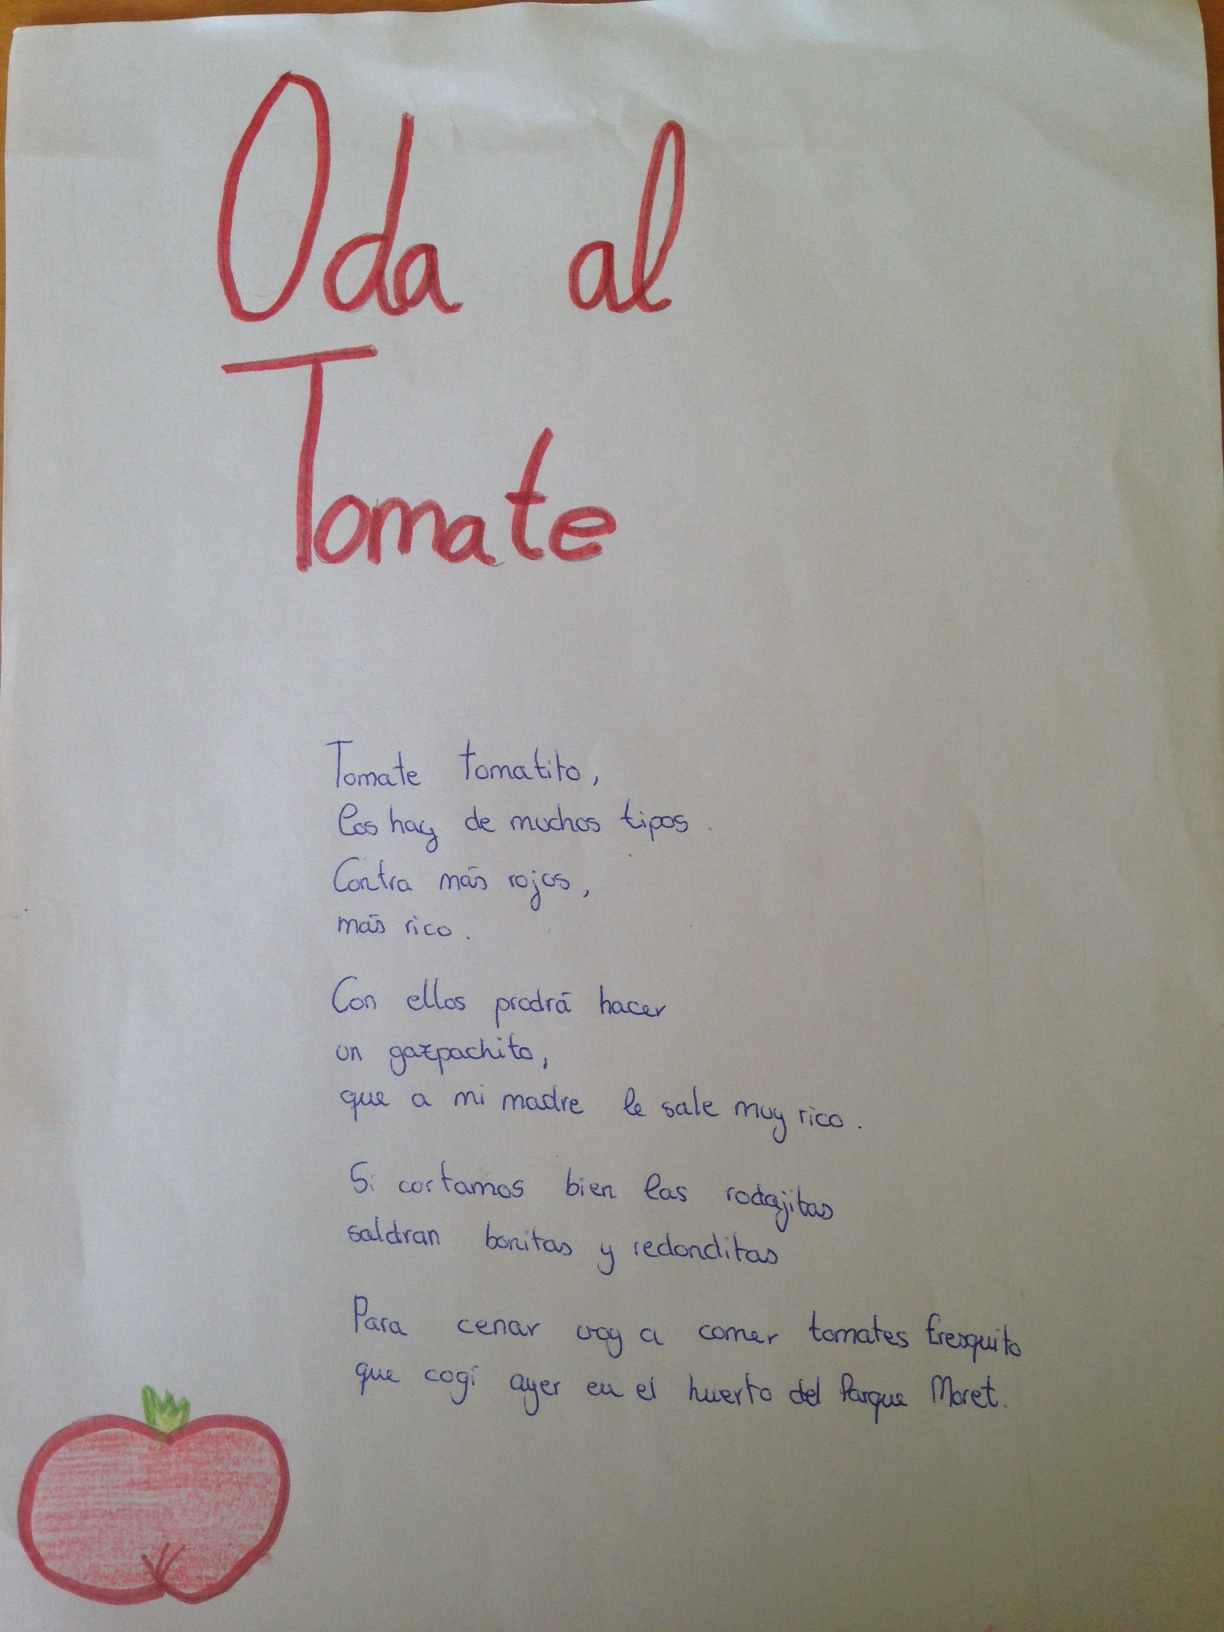 Oda al
Tomate
Tomate tomatito,
los hay de muchos tipos.
Contra más rojos,
más rico.
Con ellos prodrá hacer
un gazpachito,
que a mi madre le sale muy rico.
Si cortamos bien las rodajitas
saldran bonitas y redonditas
Para cenar voy a comer tomates fresquito
que cogí ayer en el huerto del Parque Moret.